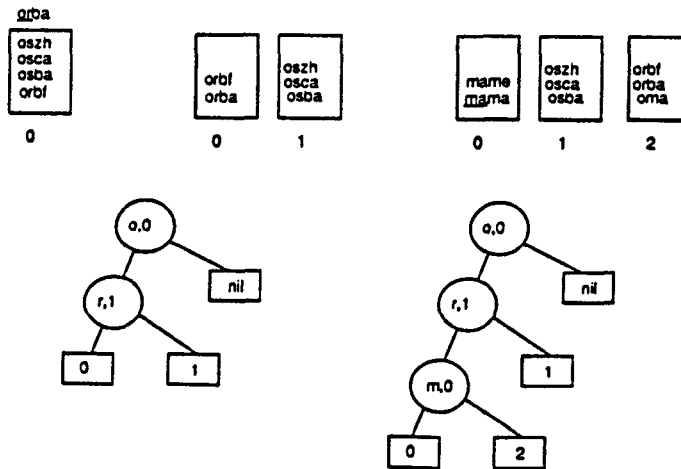 orba
oszh
osca
osba
orbf
0
orbf
orba
0
oszh
osca
osba
1
mame
mama
0
oszh
osca
osba
1
orbf
orba
oma
2
o,0
r,1
nil
0
1
o,0
r,1
nil
m,0
1
0
2